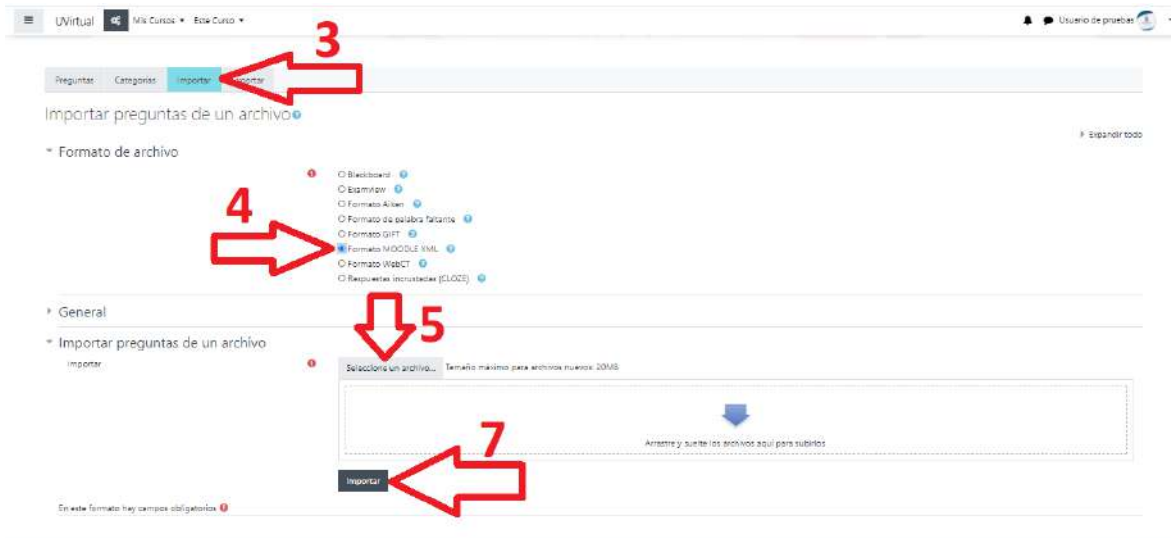 UVirtual Mis Cursos Este Curso Usuario de pruebas
3
Preguntas Categorías Importar
Importar preguntas de un archivo
Expandir todo
Formato de archivo
Blackboard
Examview
Formato Aiken
Formato de palabra faltante
Formato GIFT
4
Formato MOODLE XML
Formato WebCT
Respuestas incrustadas (CLOZE)
General
5
Importar preguntas de un archivo
Importar
Seleccione un archivo... Tamaño máximo para archivos nuevos: 20MB
Arrastre y suelte los archivos aquí para subirlos
7
Importar
En este formato hay campos obligatorios